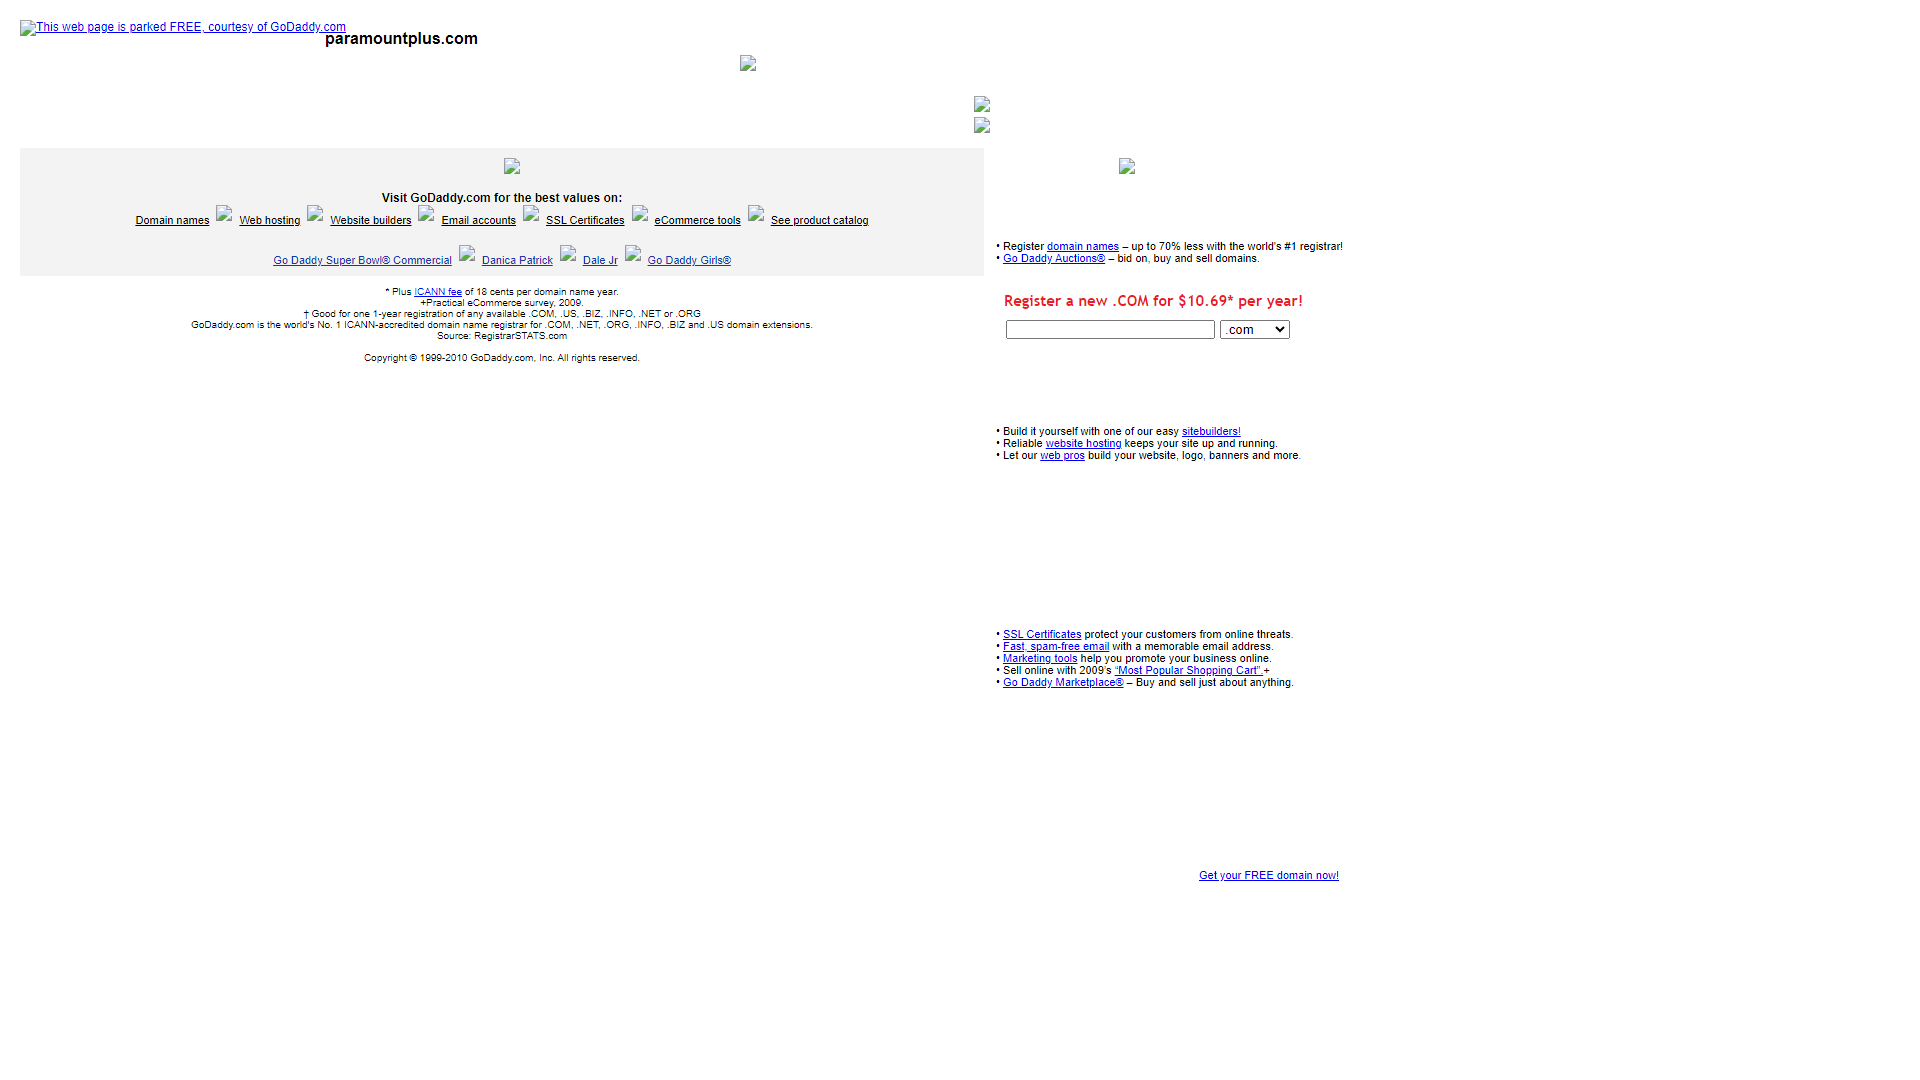 This web page is parked FREE, courtesy of GoDaddy.com
paramountplus.com
Visit GoDaddy.com for the best values on:
Domain names Web hosting Website builders Email accounts SSL Certificates eCommerce tools See product catalog
Go Daddy Super Bowl® Commercial Danica Patrick Dale Jr Go Daddy Girls®
* Plus ICANN fee of 18 cents per domain name year.
+Practical eCommerce survey, 2009.
† Good for one 1-year registration of any available .COM, .US, .BIZ, .INFO, .NET or .ORG
GoDaddy.com is the world's No. 1 ICANN-accredited domain name registrar for .COM, .NET, .ORG, .INFO, .BIZ and .US domain extensions.
Source: RegistrarSTATS.com
Copyright © 1999-2010 GoDaddy.com, Inc. All rights reserved.
• Register domain names – up to 70% less with the world's #1 registrar!
• Go Daddy Auctions® – bid on, buy and sell domains.
Register a new .COM for $10.69* per year!
.com
• Build it yourself with one of our easy sitebuilders!
• Reliable website hosting keeps your site up and running.
• Let our web pros build your website, logo, banners and more.
• SSL Certificates protect your customers from online threats.
• Fast, spam-free email with a memorable email address.
• Marketing tools help you promote your business online.
• Sell online with 2009's “Most Popular Shopping Cart”.+
• Go Daddy Marketplace® – Buy and sell just about anything.
Get your FREE domain now!